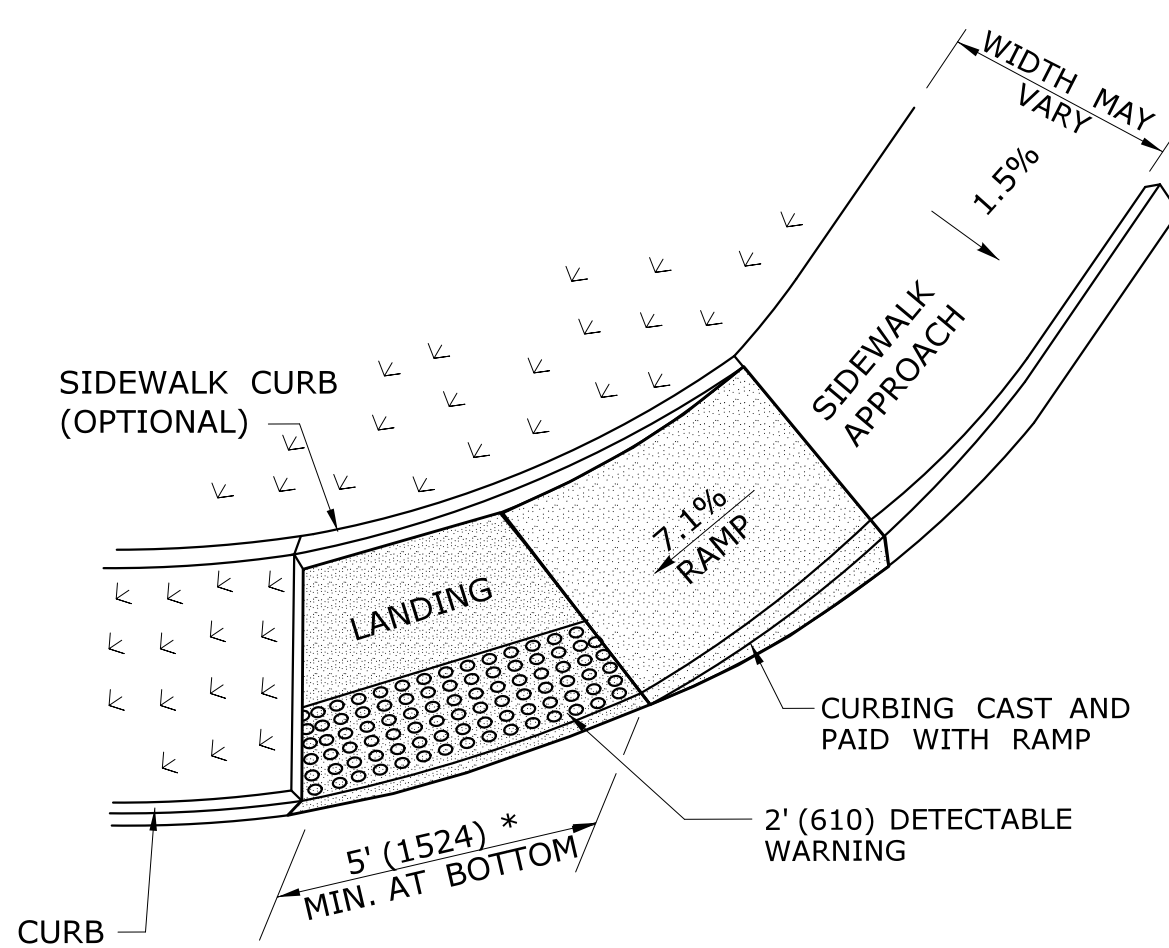 WIDTH MAY
VARY
1.5%
SIDEWALK
APPROACH
SIDEWALK CURB
(OPTIONAL)
7.1%
RAMP
LANDING
CURBING CAST AND
PAID WITH RAMP
2' (610) DETECTABLE
WARNING
5' (1524) *
MIN. AT BOTTOM
CURB